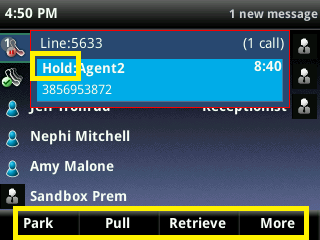 4:50 PM 1 new message
1
Line:5633 (1 call)
Hold:Agent2 8:40
3856953872
Receptionist
Nephi Mitchell
Amy Malone
Sandbox Prem
Park Pull Retrieve More